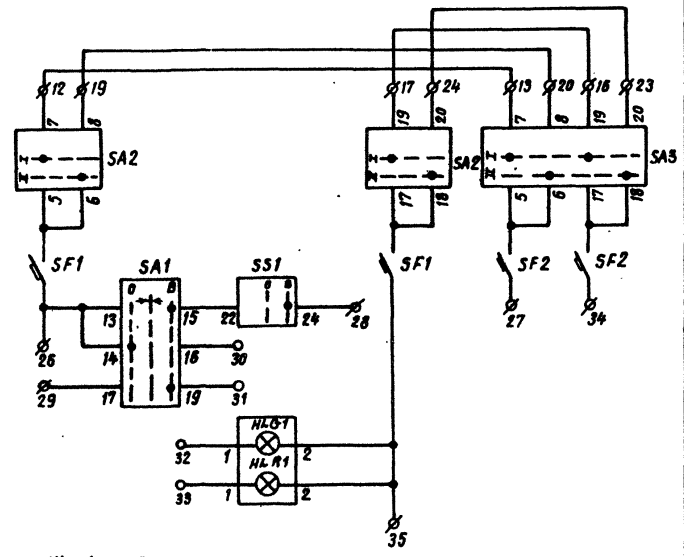 12 19 17 24 13 20 16 23
7 8 19 20 7 8 19 20
I SA2 I SA2 I SA3
II II II
5 6 17 18 5 6 17 18
SF1 SA1 SS1 SF1 SF2 SF2
O B O B
13 15 22 24 28 27 34
26 14 16 30
29 17 19 31
HLG1
32 1 2
HLR1
33 1 2
35